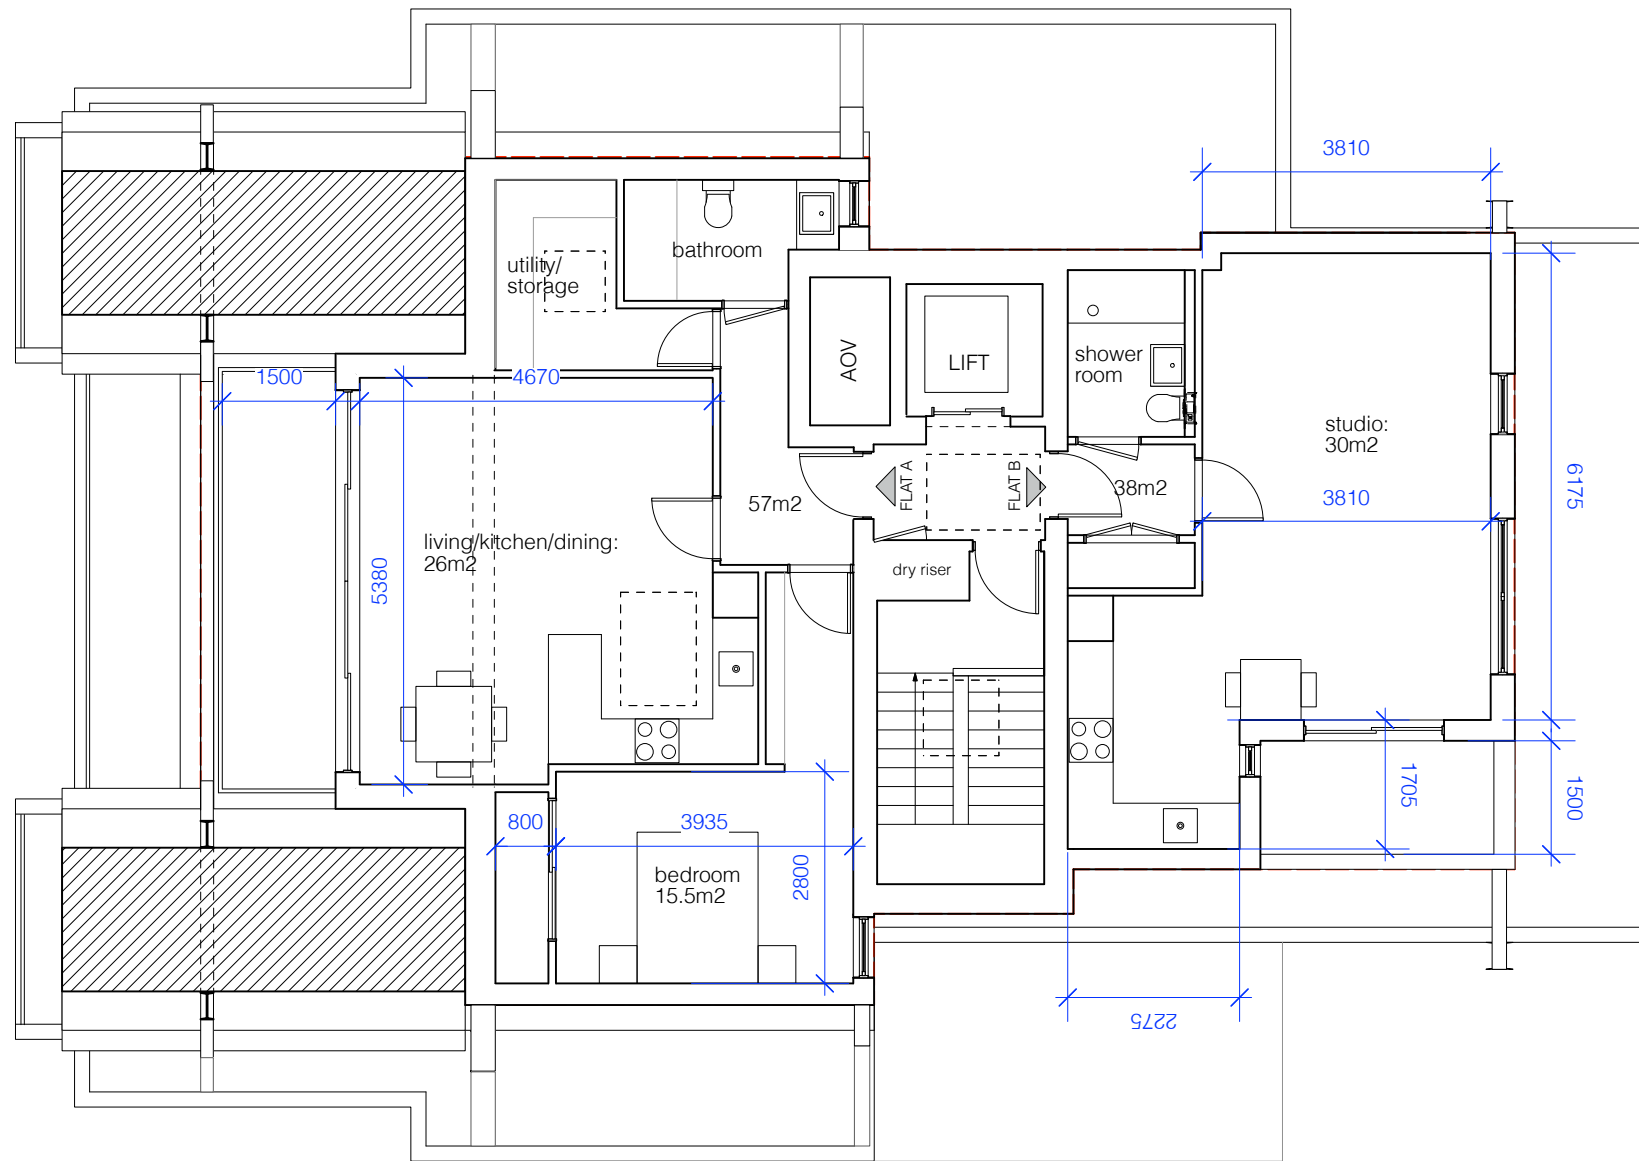 3810
bathroom
utility/
storage
AOV
LIFT
shower
room
1500
4670
studio:
30m2
FLAT A
FLAT B
38m2
57m2
3810
6175
living/kitchen/dining:
26m2
5380
dry riser
1705
1500
800
3935
2800
bedroom
15.5m2
2275